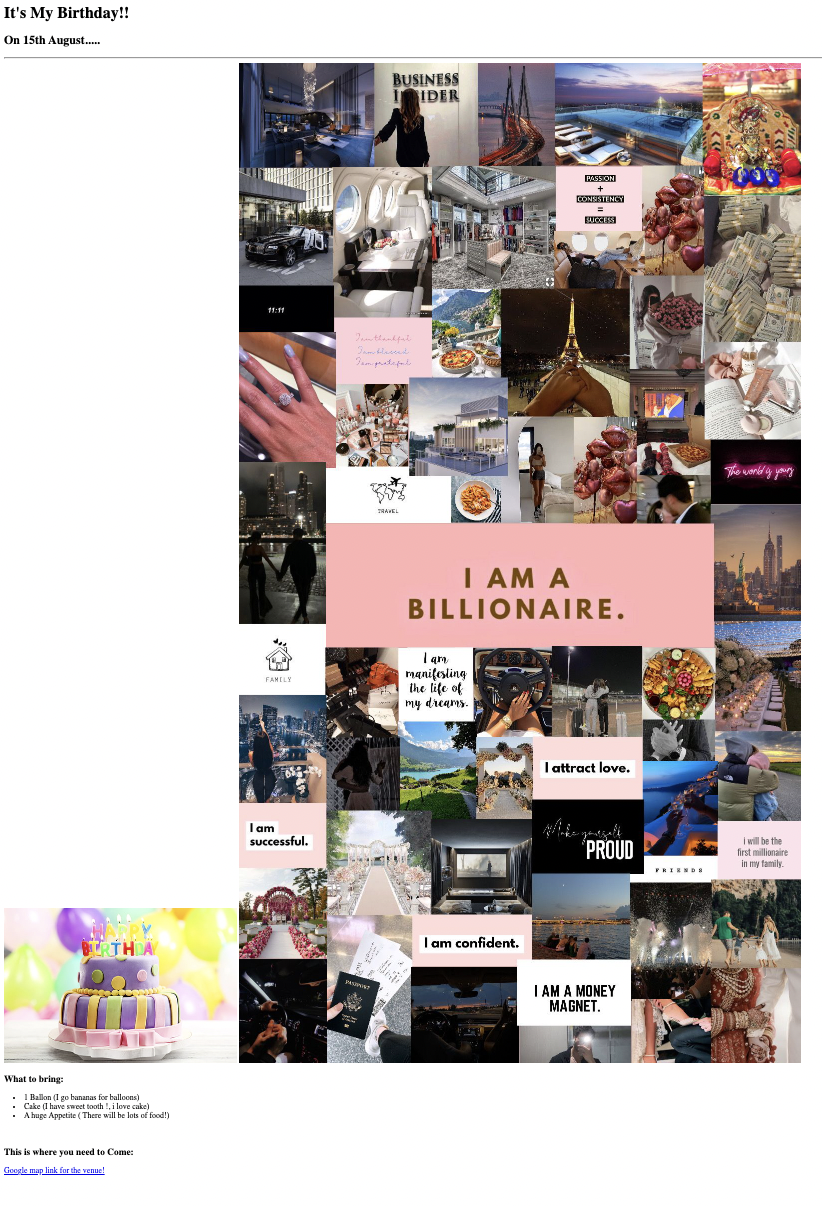 It's My Birthday!!
On 15th August.....
BUSINESS
INSIDER
PASSION
+
CONSISTENCY
=
SUCCESS
11:11
I am thankful
I am blessed
I am grateful
The world is yours
TRAVEL
I AM A
BILLIONAIRE.
FAMILY
I am
manifesting
the life of
my dreams.
I attract love.
I am
successful.
Make yourself
PROUD
i will be the
first millionaire
in my family.
FRIENDS
I am confident.
PASSPORT
I AM A MONEY
MAGNET.
HAPPY
BIRTHDAY
What to bring:
1 Ballon (I go bananas for balloons)
Cake (I have sweet tooth !, i love cake)
A huge Appetite ( There will be lots of food!)
This is where you need to Come:
Google map link for the venue!